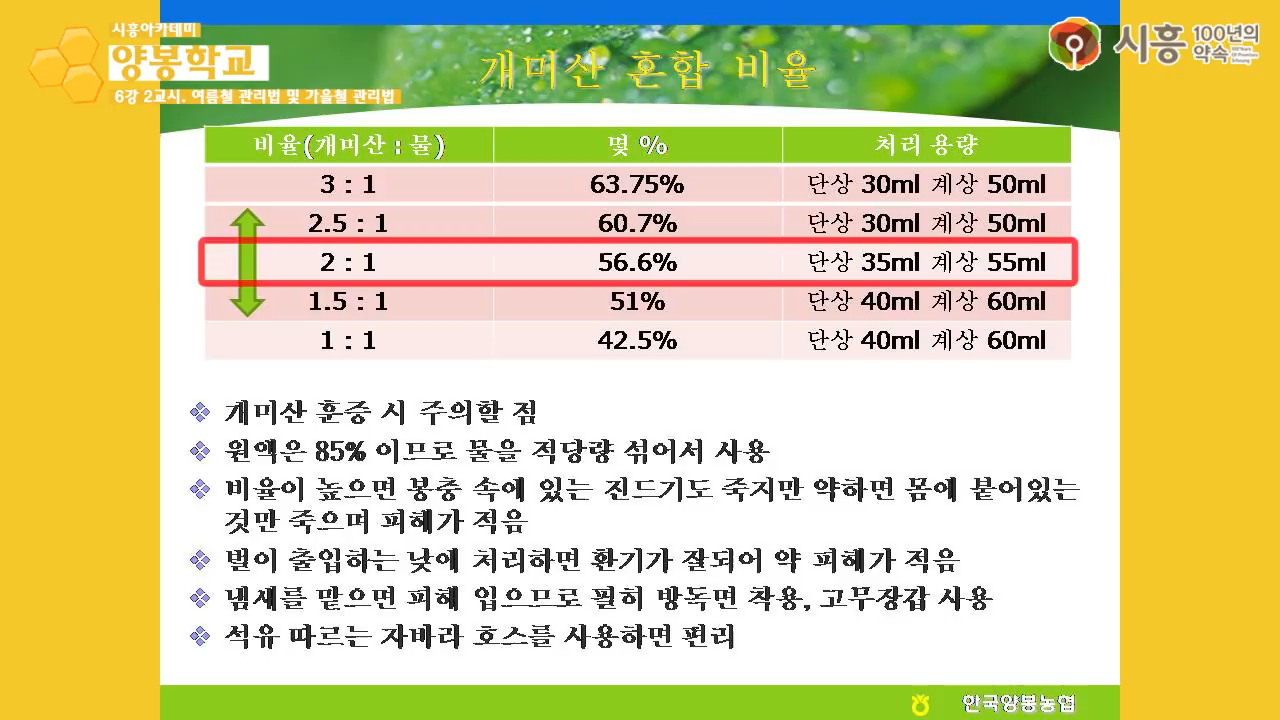 시흥아카데미
양봉학교
6강 2교시. 여름철 관리법 및 가을철 관리법
개미산 혼합 비율
시흥 100년의 약속
비율(개미산 : 물) 몇 % 처리 용량
3 : 1 63.75% 단상 30ml 계상 50ml
2.5 : 1 60.7% 단상 30ml 계상 50ml
2 : 1 56.6% 단상 35ml 계상 55ml
1.5 : 1 51% 단상 40ml 계상 60ml
1 : 1 42.5% 단상 40ml 계상 60ml
개미산 훈증 시 주의할 점
원액은 85% 이므로 물을 적당량 섞어서 사용
비율이 높으면 봉충 속에 있는 진드기도 죽지만 약하면 몸에 붙어있는
것만 죽으며 피해가 적음
벌이 출입하는 낮에 처리하면 환기가 잘되어 약 피해가 적음
냄새를 맡으면 피해 입으므로 필히 방독면 착용, 고무장갑 사용
석유 따르는 자바라 호스를 사용하면 편리
한국양봉농협